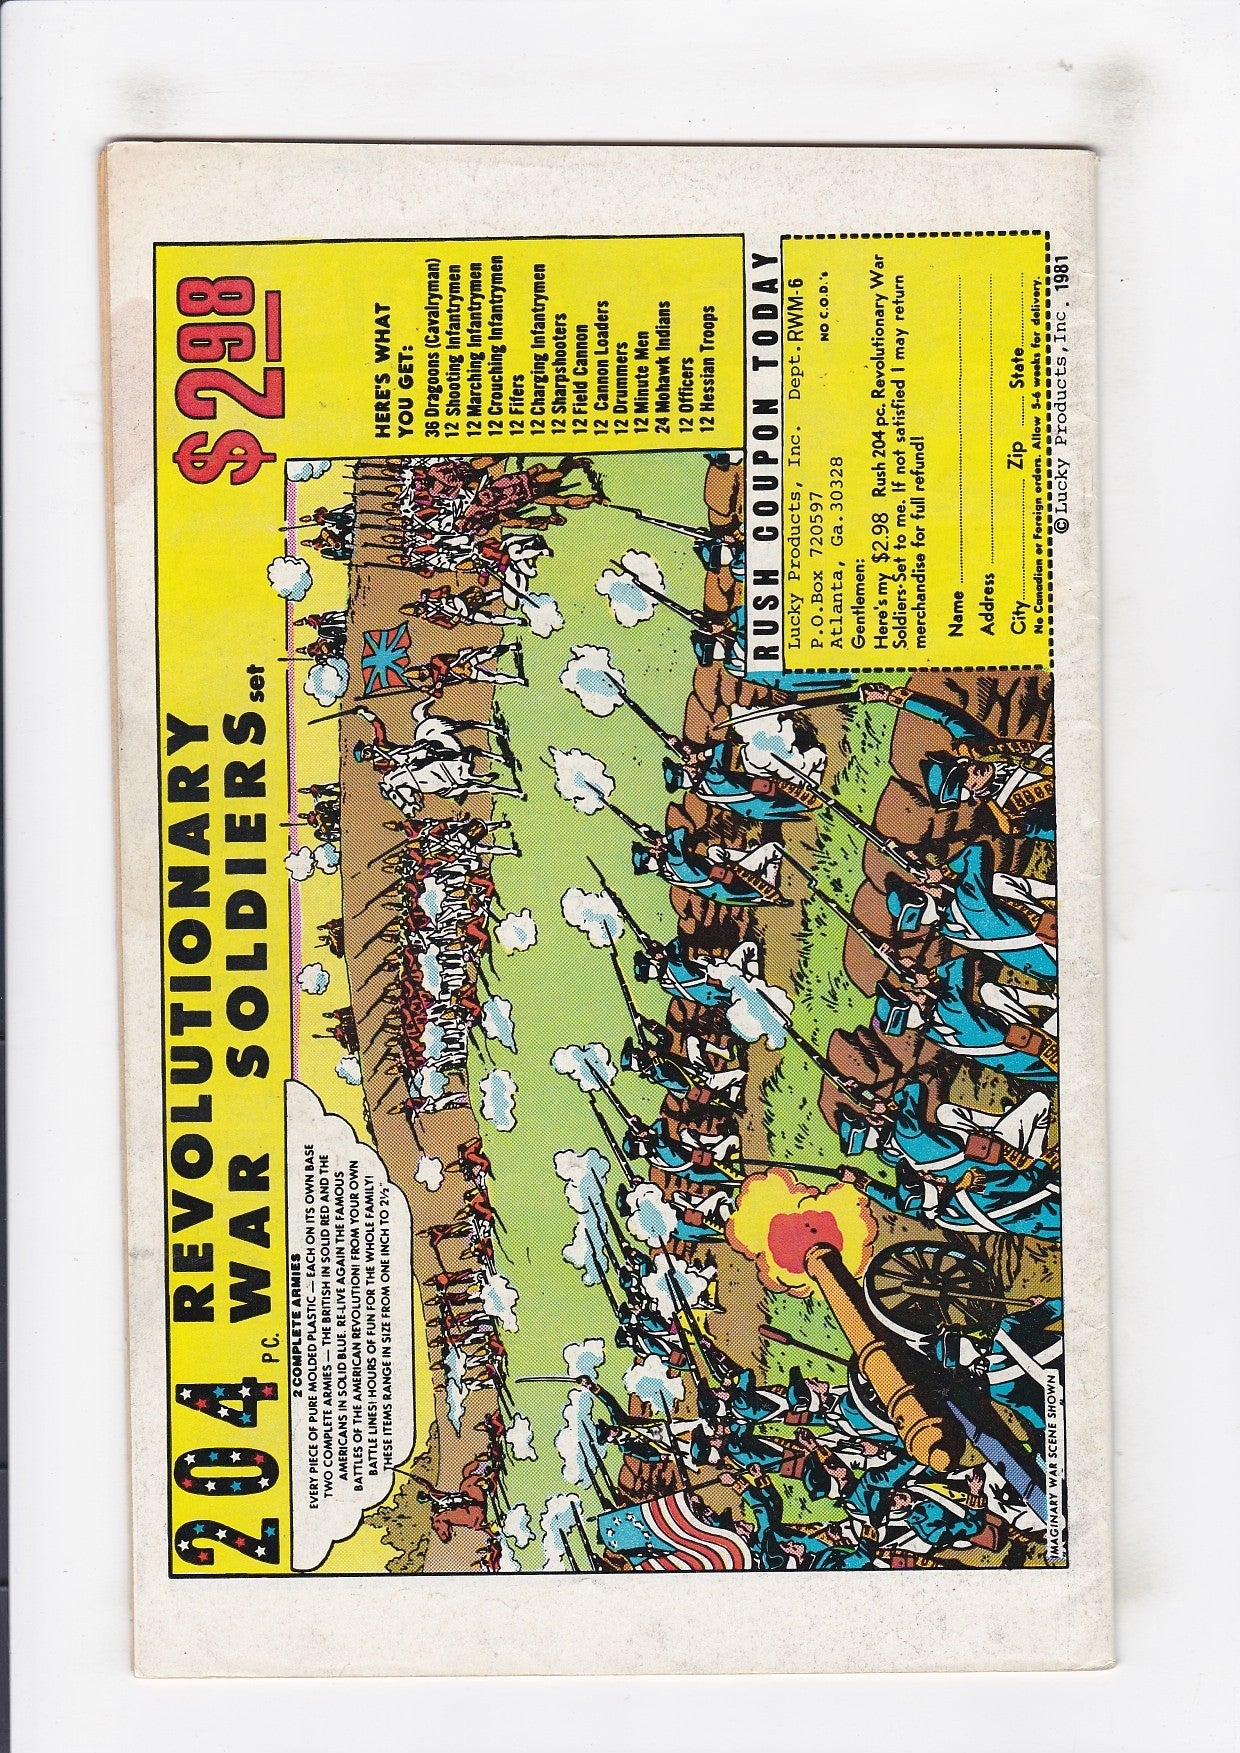 204 PC. REVOLUTIONARY
WAR SOLDIERS set
$2.98
2 COMPLETE ARMIES
EVERY PIECE OF PURE MOLDED PLASTIC — EACH ON ITS OWN BASE
TWO COMPLETE ARMIES — THE BRITISH IN SOLID RED AND THE
AMERICANS IN SOLID BLUE. RE-LIVE AGAIN THE FAMOUS
BATTLES OF THE AMERICAN REVOLUTION! FROM YOUR OWN
BATTLE LINES! HOURS OF FUN FOR THE WHOLE FAMILY!
THESE ITEMS RANGE IN SIZE FROM ONE INCH TO 2½"
HERE'S WHAT
YOU GET:
36 Dragoons (Cavalryman)
12 Shooting Infantrymen
12 Marching Infantrymen
12 Crouching Infantrymen
12 Fifers
12 Charging Infantrymen
12 Sharpshooters
12 Field Cannon
12 Cannon Loaders
12 Drummers
12 Minute Men
24 Mohawk Indians
12 Officers
12 Hessian Troops
IMAGINARY WAR SCENE SHOWN
RUSH COUPON TODAY
Lucky Products, Inc. Dept. RWM-6
P.O.Box 720597
Atlanta, Ga.30328 NO C.O.D.'s
Gentlemen:
Here's my $2.98 Rush 204 pc. Revolutionary War
Soldiers Set to me. If not satisfied I may return
merchandise for full refund!
Name
Address
City Zip State
No Canadian or Foreign orders. Allow 5-6 weeks for delivery.
© Lucky Products,Inc. 1981